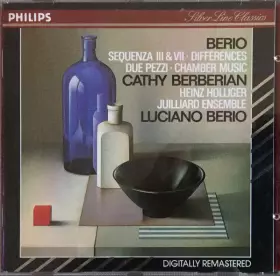 PHILIPS
Silver Line Classics
BERIO
SEQUENZA III & VII · DIFFERENCES
DUE PEZZI · CHAMBER MUSIC
CATHY BERBERIAN
HEINZ HOLLIGER
JUILLIARD ENSEMBLE
LUCIANO BERIO
DIGITALLY REMASTERED